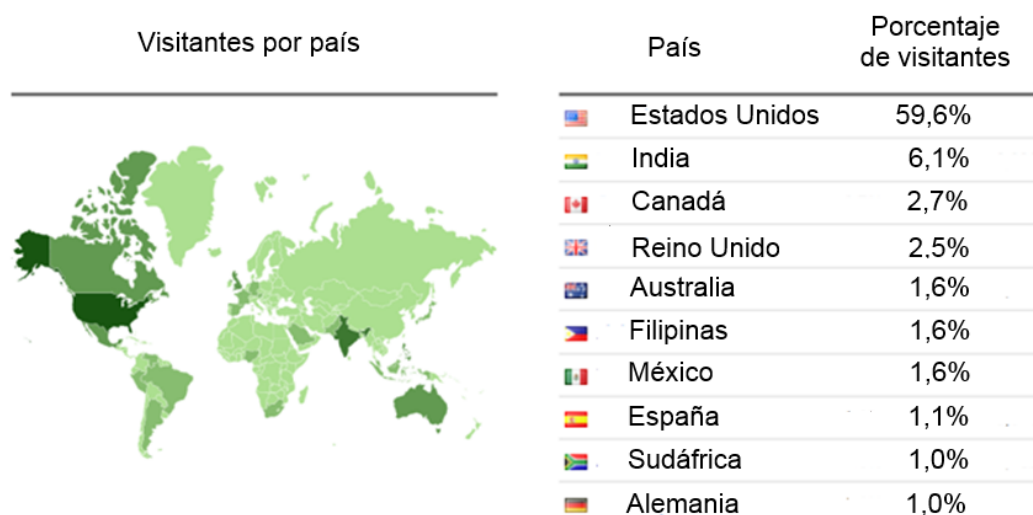 Visitantes por país
País
Porcentaje
de visitantes
Estados Unidos 59,6%
India 6,1%
Canadá 2,7%
Reino Unido 2,5%
Australia 1,6%
Filipinas 1,6%
México 1,6%
España 1,1%
Sudáfrica 1,0%
Alemania 1,0%